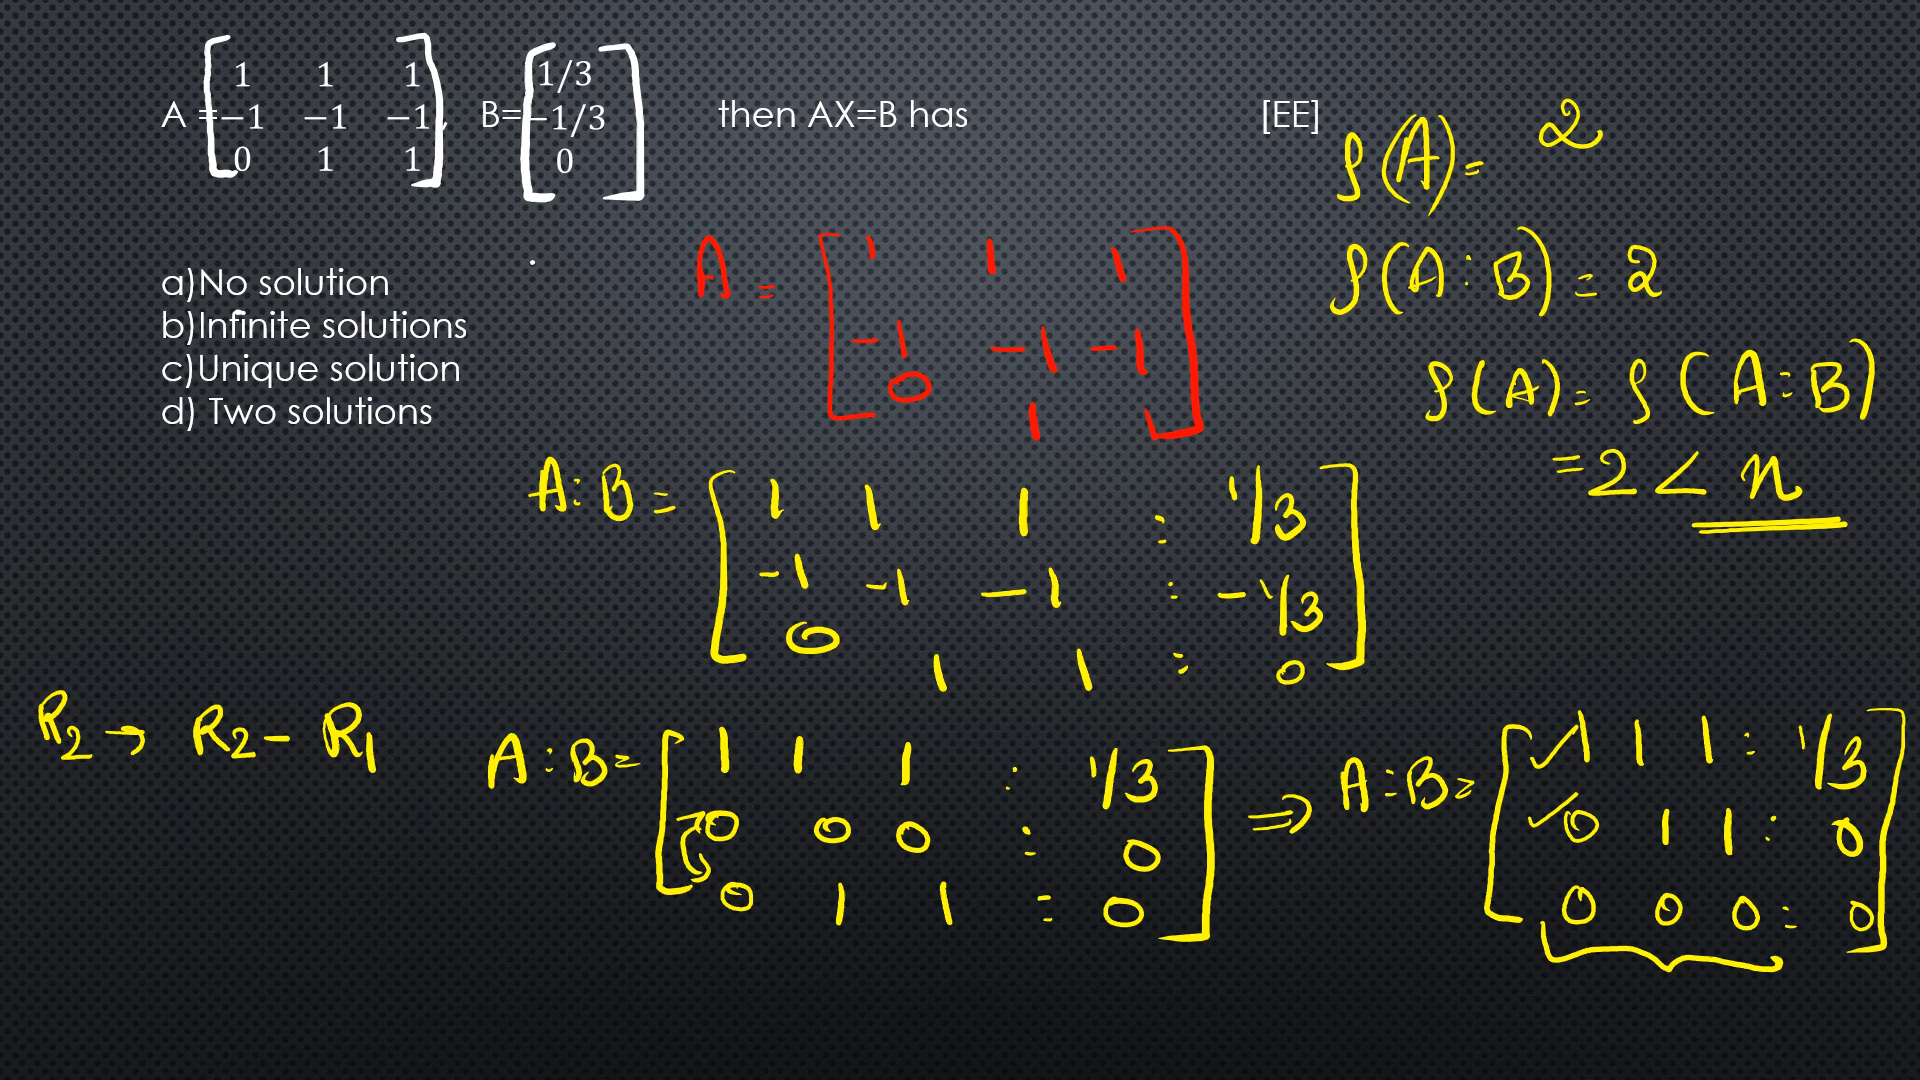 A = 1 1 1 −1 −1 −1 0 1 1, B= 1/3 −1/3 0 then AX=B has [EE]
a)No solution
b)Infinite solutions
c)Unique solution
d) Two solutions
ρ(A)= 2
ρ(A:B) = 2
ρ(A)= ρ(A:B)
=2 < n
A =
1 1 1
-1 -1 -1
0 1
A:B =
1 1 1 : 1/3
-1 -1 -1 : -1/3
0 1 1 : 0
R2 → R2 - R1
A:B=
1 1 1 : 1/3
0 0 0 : 0
0 1 1 : 0
⇒ A:B=
1 1 1 : 1/3
0 1 1 : 0
0 0 0 : 0